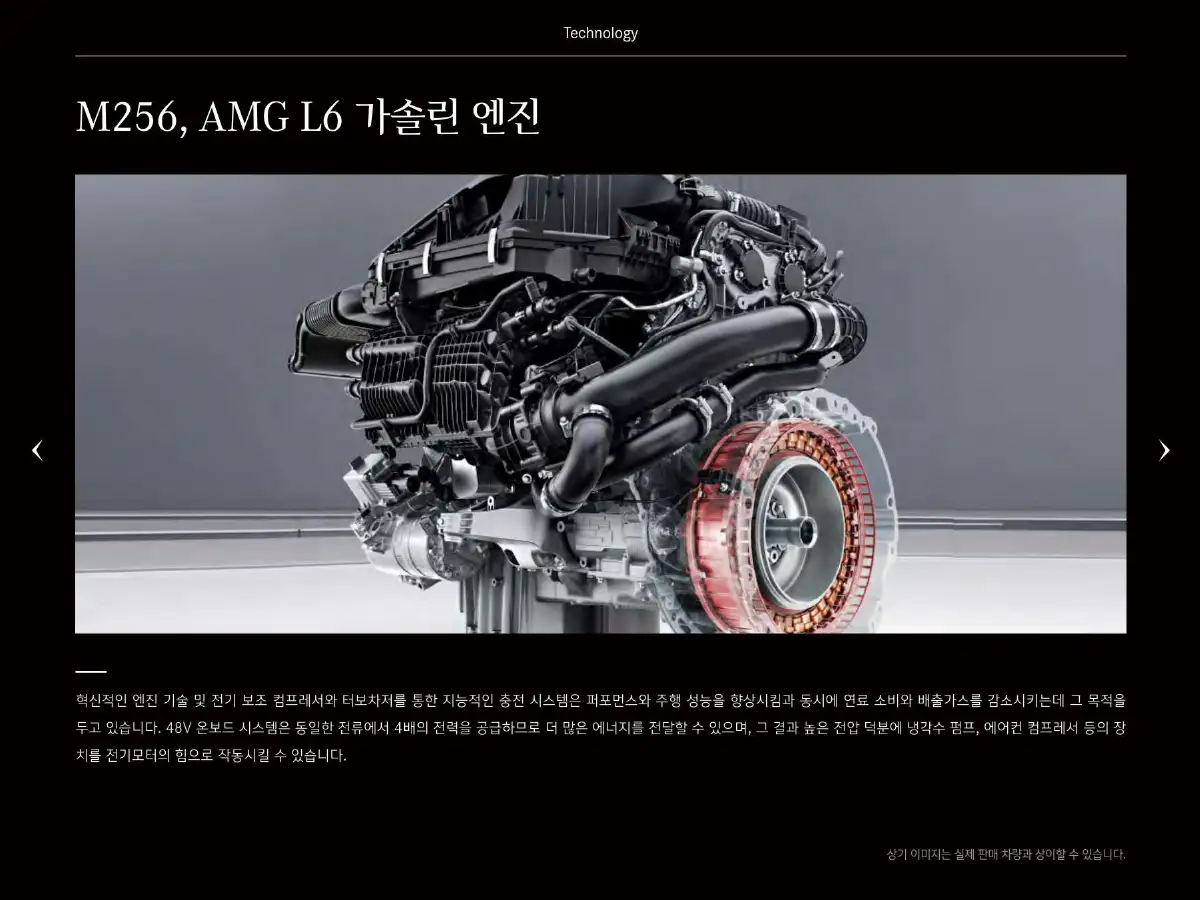 Technology
M256, AMG L6 가솔린 엔진
혁신적인 엔진 기술 및 전기 보조 컴프레서와 터보차저를 통한 지능적인 충전 시스템은 퍼포먼스와 주행 성능을 향상시킴과 동시에 연료 소비와 배출가스를 감소시키는데 그 목적을
두고 있습니다. 48V 온보드 시스템은 동일한 전류에서 4배의 전력을 공급하므로 더 많은 에너지를 전달할 수 있으며, 그 결과 높은 전압 덕분에 냉각수 펌프, 에어컨 컴프레서 등의 장
치를 전기모터의 힘으로 작동시킬 수 있습니다.
상기 이미지는 실제 판매 차량과 상이할 수 있습니다.